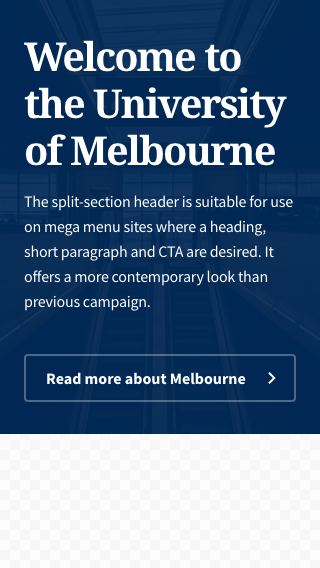 Welcome to
the University
of Melbourne
The split-section header is suitable for use
on mega menu sites where a heading,
short paragraph and CTA are desired. It
offers a more contemporary look than
previous campaign.
Read more about Melbourne